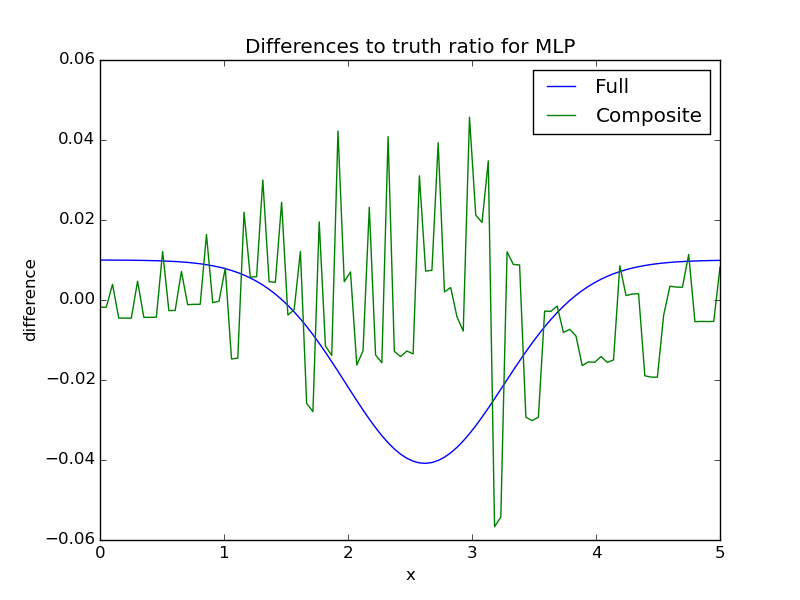 Differences to truth ratio for MLP
Full
Composite
0.06
0.04
0.02
0.00
−0.02
−0.04
−0.06
difference
0 1 2 3 4 5
x